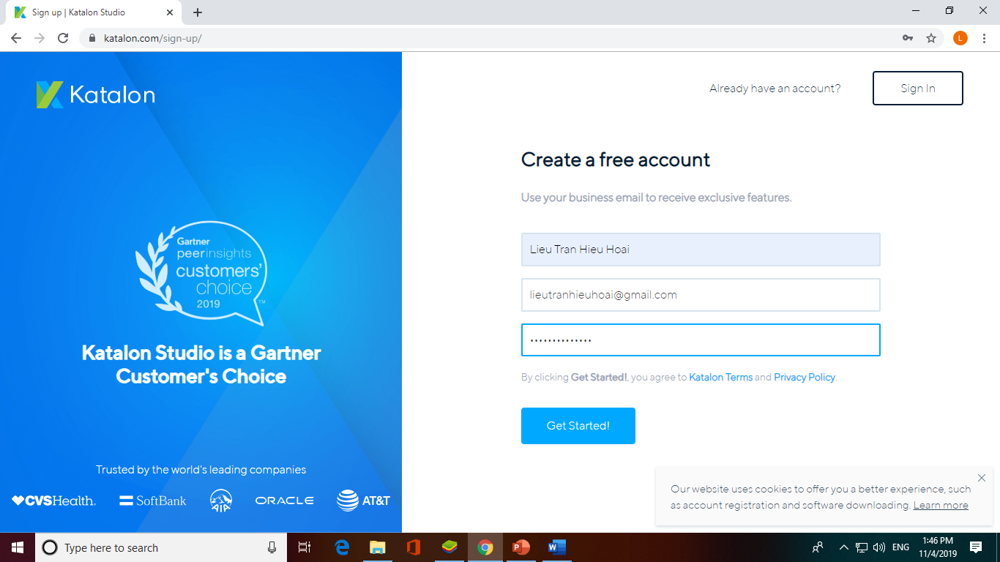 Sign up | Katalon Studio
katalon.com/sign-up/
L
Katalon
Already have an account?
Sign In
Create a free account
Use your business email to receive exclusive features.
Lieu Tran Hieu Hoai
lieutranhieuhoai@gmail.com
••••••••••••••
By clicking Get Started!, you agree to Katalon Terms and Privacy Policy.
Get Started!
Gartner
peerinsights
customers'
choice
2019
TM
Katalon Studio is a Gartner
Customer's Choice
Trusted by the world's leading companies
CVSHealth.
SoftBank
AIA
ORACLE
AT&T
Our website uses cookies to offer you a better experience, such
as account registration and software downloading. Learn more
Type here to search
ENG
1:46 PM
11/4/2019